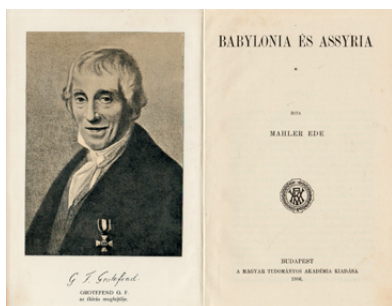 G F Grotefend
GROTEFEND G. F.
az ékírás megfejtője.
BABYLONIA ÉS ASSYRIA
IRTA
MAHLER EDE
BUDAPEST
A MAGYAR TUDOMÁNYOS AKADÉMIA KIADÁSA
1906.